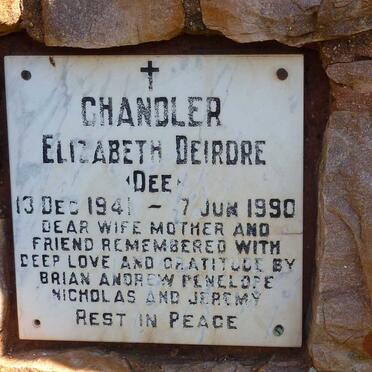 CHANDLER
ELIZABETH DEIRDRE
(DEE)
13 DEC 1941 - 7 JUN 1990
DEAR WIFE MOTHER AND
FRIEND REMEMBERED WITH
DEEP LOVE AND GRATITUDE BY
BRIAN ANDREW PENELOPE
NICHOLAS AND JEREMY
REST IN PEACE